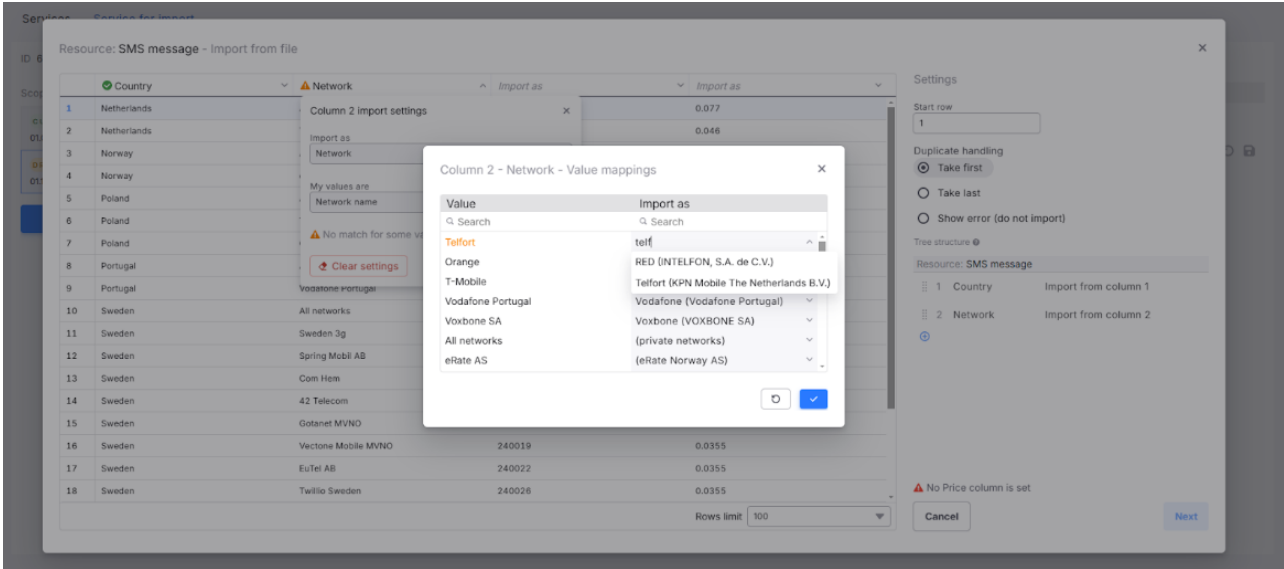 Services Service for import
Resource: SMS message - Import from file
ID 6
Country Network Import as Import as
1 Netherlands 0.077
2 Netherlands 0.046
3 Norway
4 Norway
5 Poland
6 Poland
7 Poland
8 Portugal
9 Portugal Vodafone Portugal
10 Sweden All networks
11 Sweden Sweden 3g
12 Sweden Spring Mobil AB
13 Sweden Com Hem
14 Sweden 42 Telecom
15 Sweden Gotanet MVNO
16 Sweden Vectone Mobile MVNO 240019 0.0355
17 Sweden EuTel AB 240022 0.0355
18 Sweden Twillio Sweden 240026 0.0355
Rows limit 100
Column 2 import settings
Import as
Network
My values are
Network name
No match for some va
Clear settings
Column 2 - Network - Value mappings
Value Import as
Search Search
Telfort telf
Orange RED (INTELFON, S.A. de C.V.)
T-Mobile Telfort (KPN Mobile The Netherlands B.V.)
Vodafone Portugal Vodafone (Vodafone Portugal)
Voxbone SA Voxbone (VOXBONE SA)
All networks (private networks)
eRate AS (eRate Norway AS)
Settings
Start row
1
Duplicate handling
Take first
Take last
Show error (do not import)
Tree structure
Resource: SMS message
1 Country Import from column 1
2 Network Import from column 2
No Price column is set
Cancel Next